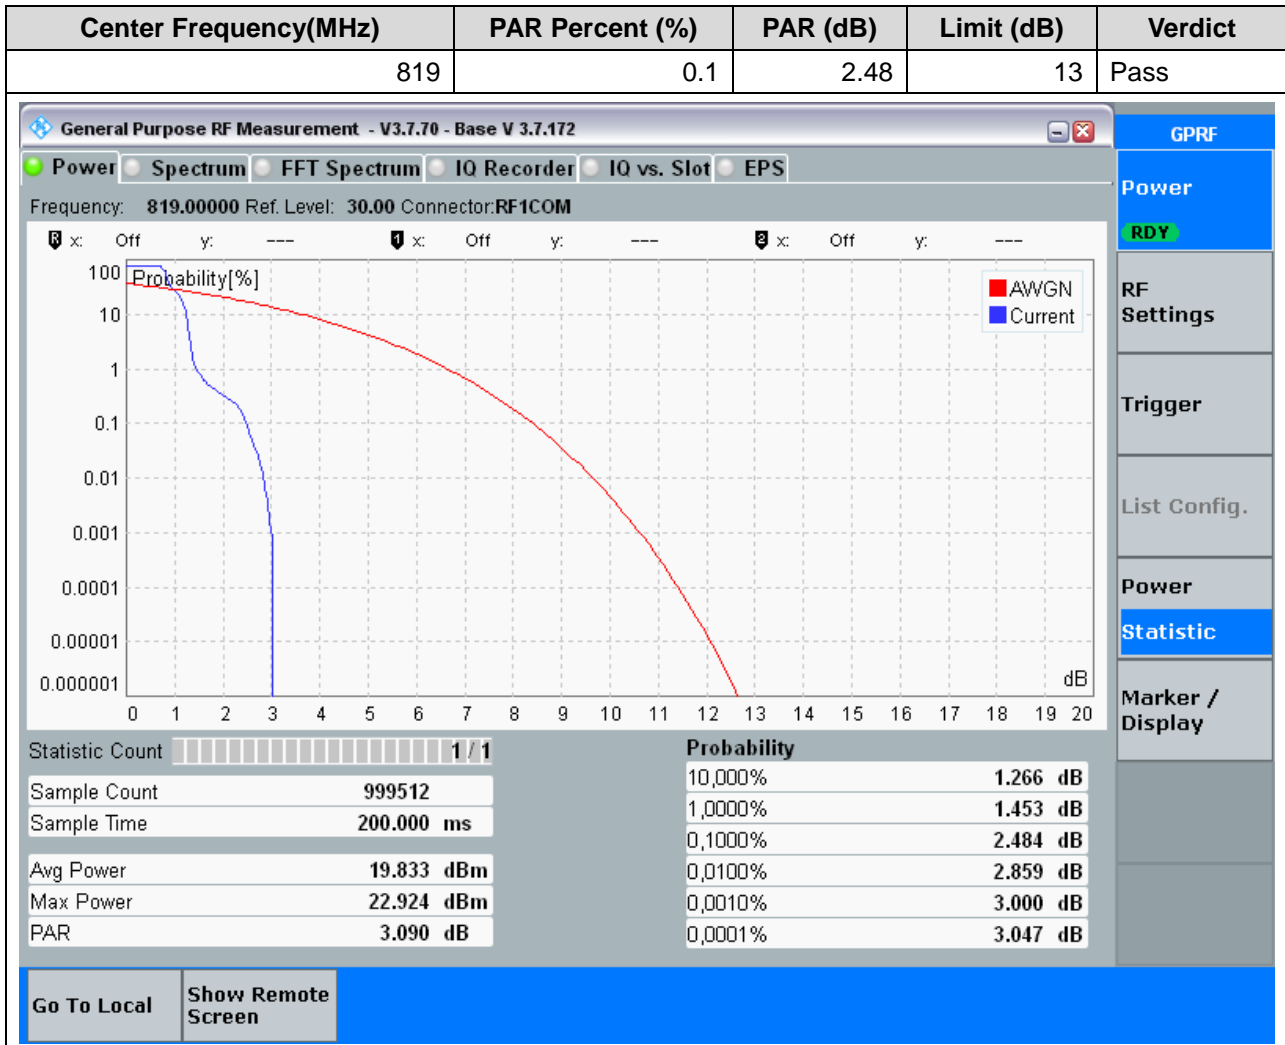 Center Frequency(MHz) PAR Percent (%) PAR (dB) Limit (dB) Verdict
819 0.1 2.48 13 Pass
General Purpose RF Measurement - V3.7.70 - Base V 3.7.172
GPRF
Power Spectrum FFT Spectrum IQ Recorder IQ vs. Slot EPS
Frequency: 819.00000 Ref. Level: 30.00 Connector:RF1COM
R x: Off y: --- 1 x: Off y: --- 2 x: Off y: ---
Probability[%]
100
10
1
0.1
0.01
0.001
0.0001
0.00001
0.000001
AWGN
Current
dB
0 1 2 3 4 5 6 7 8 9 10 11 12 13 14 15 16 17 18 19 20
Statistic Count 1 / 1
Sample Count 999512
Sample Time 200.000 ms
Avg Power 19.833 dBm
Max Power 22.924 dBm
PAR 3.090 dB
Probability
10,000% 1.266 dB
1,0000% 1.453 dB
0,1000% 2.484 dB
0,0100% 2.859 dB
0,0010% 3.000 dB
0,0001% 3.047 dB
Power
RDY
RF
Settings
Trigger
List Config.
Power
Statistic
Marker /
Display
Go To Local
Show Remote
Screen